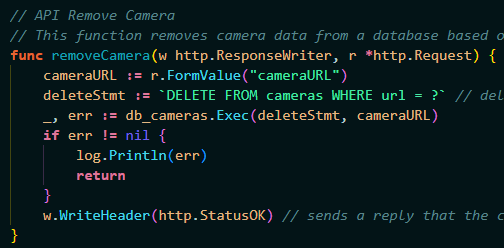 // API Remove Camera
// This function removes camera data from a database based o
func removeCamera(w http.ResponseWriter, r *http.Request) {
    cameraURL := r.FormValue("cameraURL")
    deleteStmt := `DELETE FROM cameras WHERE url = ?` // del
    _, err := db_cameras.Exec(deleteStmt, cameraURL)
    if err != nil {
        log.Println(err)
        return
    }
    w.WriteHeader(http.StatusOK) // sends a reply that the c
}